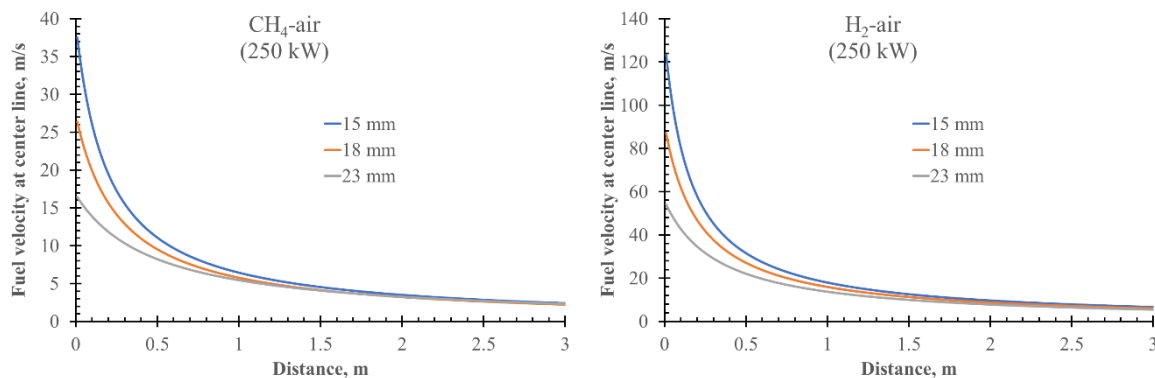 CH₄-air
(250 kW)
Fuel velocity at center line, m/s
40
35
30
25
20
15
10
5
0
15 mm
18 mm
23 mm
0
0.5
1
1.5
2
2.5
3
Distance, m
H₂-air
(250 kW)
Fuel velocity at center line, m/s
140
120
100
80
60
40
20
0
15 mm
18 mm
23 mm
0
0.5
1
1.5
2
2.5
3
Distance, m